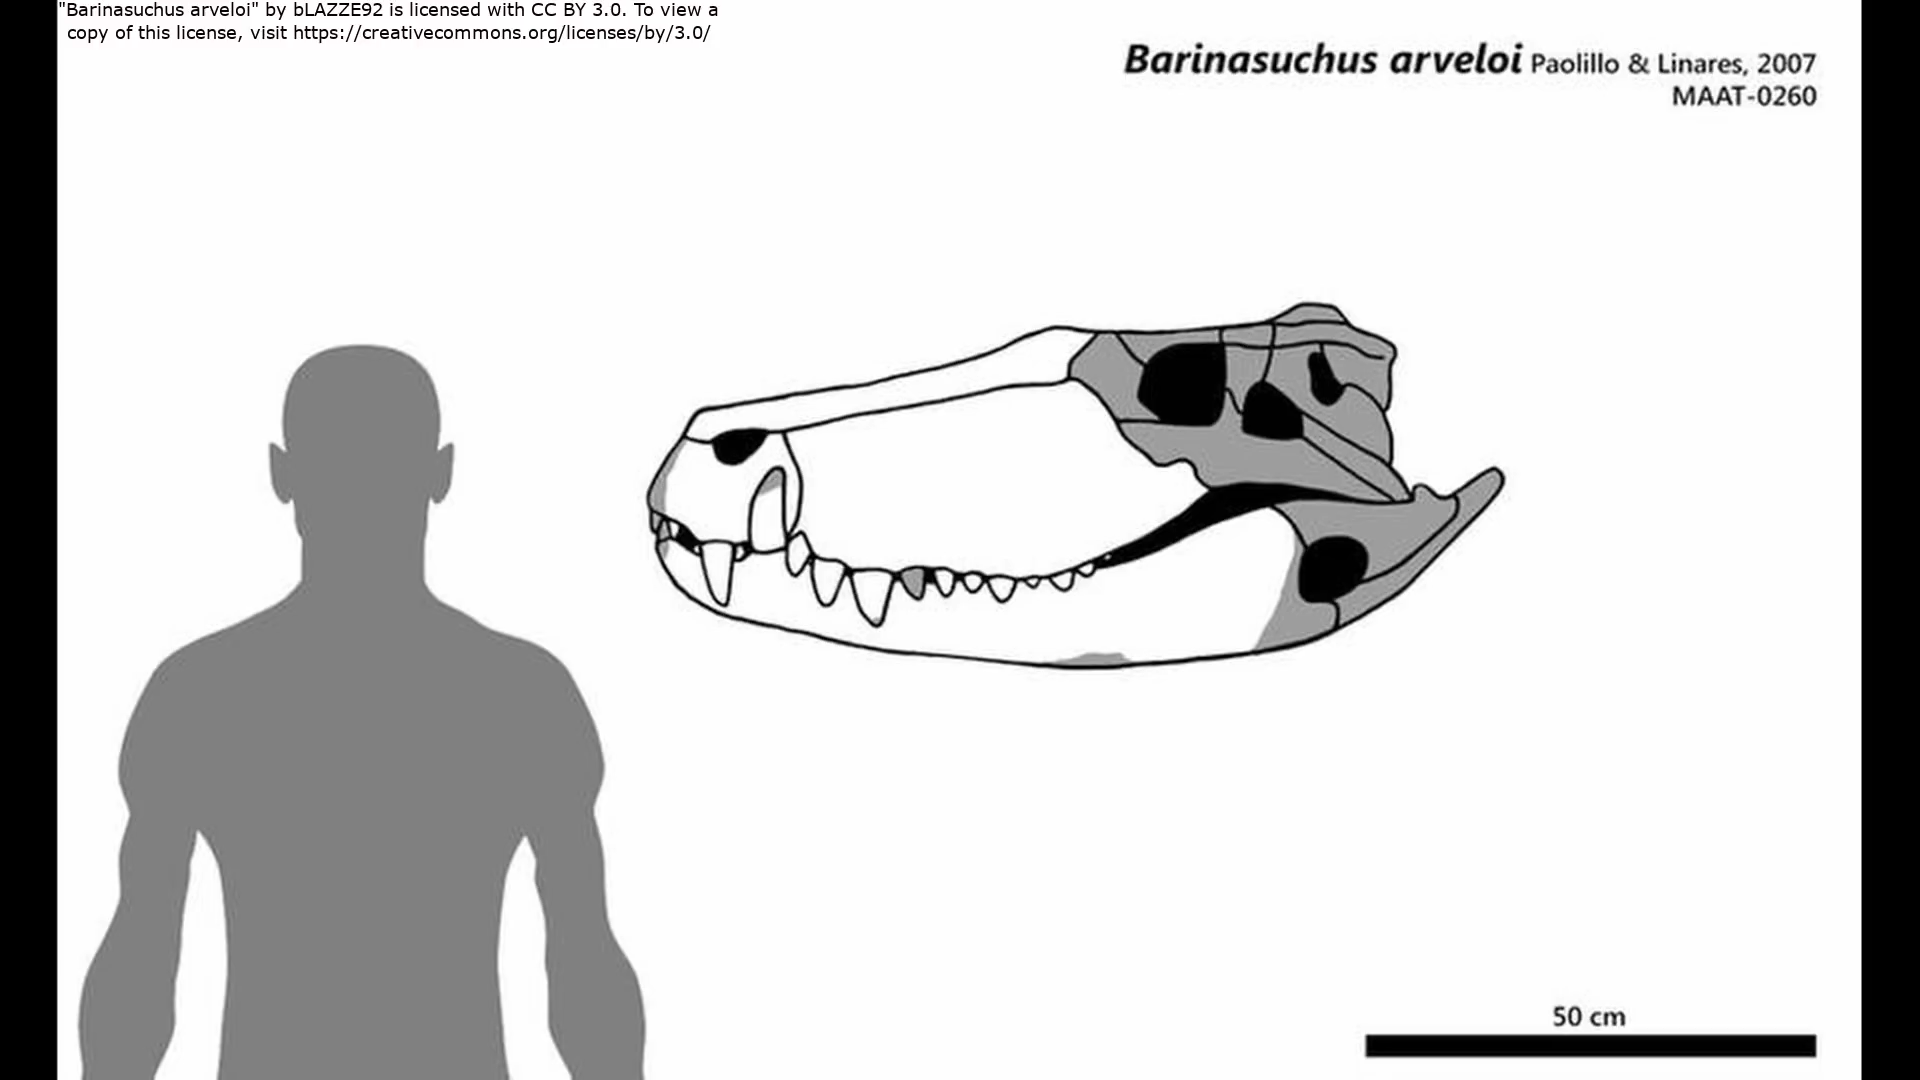 "Barinasuchus arveloi" by bLAZZE92 is licensed with CC BY 3.0. To view a
copy of this license, visit https://creativecommons.org/licenses/by/3.0/
Barinasuchus arveloi Paolillo & Linares, 2007
MAAT-0260
50 cm